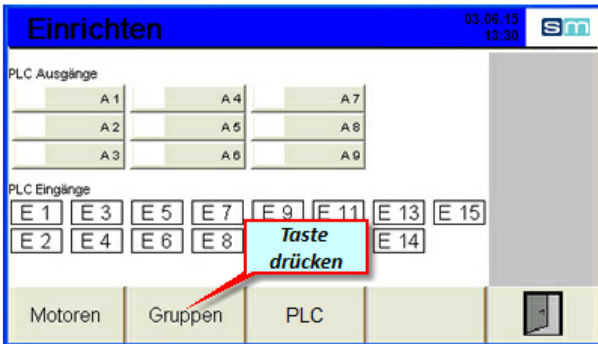 Einrichten
03.06.15
13:30
sm
PLC Ausgänge
A 1 A 4 A 7
A 2 A 5 A 8
A 3 A 6 A 9
PLC Eingänge
E 1 E 3 E 5 E 7 E 9 E 11 E 13 E 15
E 2 E 4 E 6 E 8 E 14
Taste
drücken
Motoren Gruppen PLC